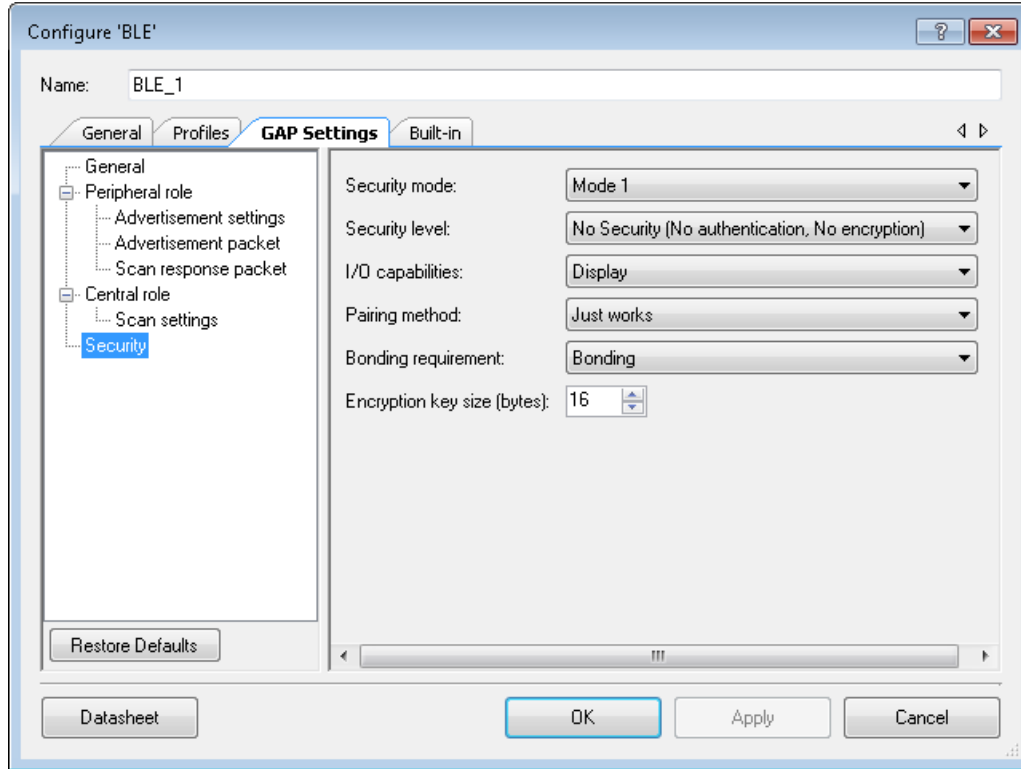 Configure 'BLE'
Name: BLE_1
General Profiles GAP Settings Built-in
General
Peripheral role
Advertisement settings
Advertisement packet
Scan response packet
Central role
Scan settings
Security
Security mode: Mode 1
Security level: No Security (No authentication, No encryption)
I/O capabilities: Display
Pairing method: Just works
Bonding requirement: Bonding
Encryption key size (bytes): 16
Restore Defaults
Datasheet OK Apply Cancel